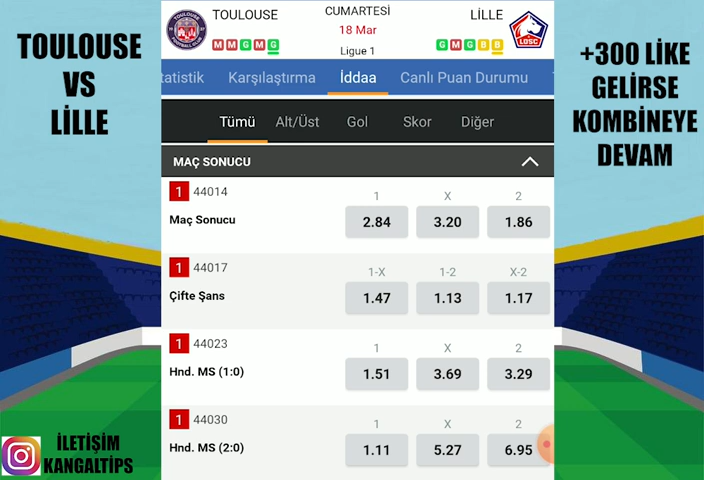 TOULOUSE
VS
LİLLE
TOULOUSE
M M G M G
CUMARTESİ
18 Mar
Ligue 1
LİLLE
G M G B B
LOSC
+300 LİKE
GELİRSE
KOMBİNEYE
DEVAM
tatistik Karşılaştırma İddaa Canlı Puan Durumu
Tümü Alt/Üst Gol Skor Diğer
MAÇ SONUCU
1 44014 1 X 2
Maç Sonucu 2.84 3.20 1.86
1 44017 1-X 1-2 X-2
Çifte Şans 1.47 1.13 1.17
1 44023 1 X 2
Hnd. MS (1:0) 1.51 3.69 3.29
1 44030 1 X 2
Hnd. MS (2:0) 1.11 5.27 6.95
İLETİŞİM
KANGALTİPS